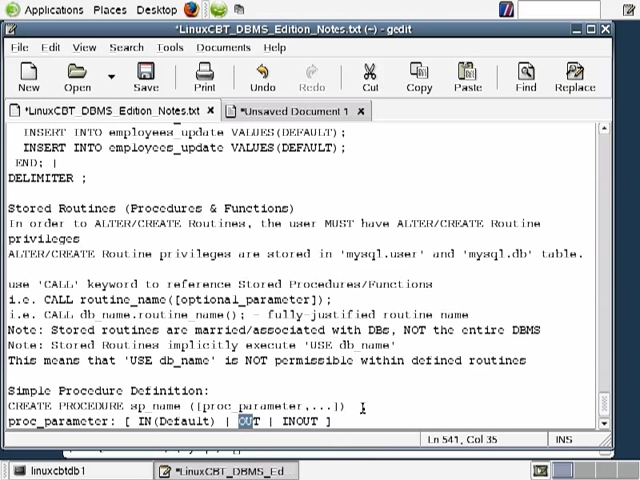 Applications Places Desktop
*LinuxCBT_DBMS_Edition_Notes.txt (~) - gedit
File Edit View Search Tools Documents Help
New Open Save Print Undo Redo Cut Copy Paste Find Replace
*LinuxCBT_DBMS_Edition_Notes.txt *Unsaved Document 1
INSERT INTO employees_update VALUES(DEFAULT);
INSERT INTO employees_update VALUES(DEFAULT);
END; |
DELIMITER ;
Stored Routines (Procedures & Functions)
In order to ALTER/CREATE Routines, the user MUST have ALTER/CREATE Routine
privileges
ALTER/CREATE Routine privileges are stored in 'mysql.user' and 'mysql.db' table.
use 'CALL' keyword to reference Stored Procedures/Functions
i.e. CALL routine_name([optional_parameter]);
i.e. CALL db_name.routine_name(); - fully-justified routine name
Note: Stored routines are married/associated with DBs, NOT the entire DBMS
Note: Stored Routines implicitly execute 'USE db_name'
This means that 'USE db_name' is NOT permissible within defined routines
Simple Procedure Definition:
CREATE PROCEDURE sp_name ([proc_parameter,...])
proc_parameter: [ IN(Default) | OUT | INOUT ]
Ln 541, Col 35 INS
linuxcbtdb1 *LinuxCBT_DBMS_Ed